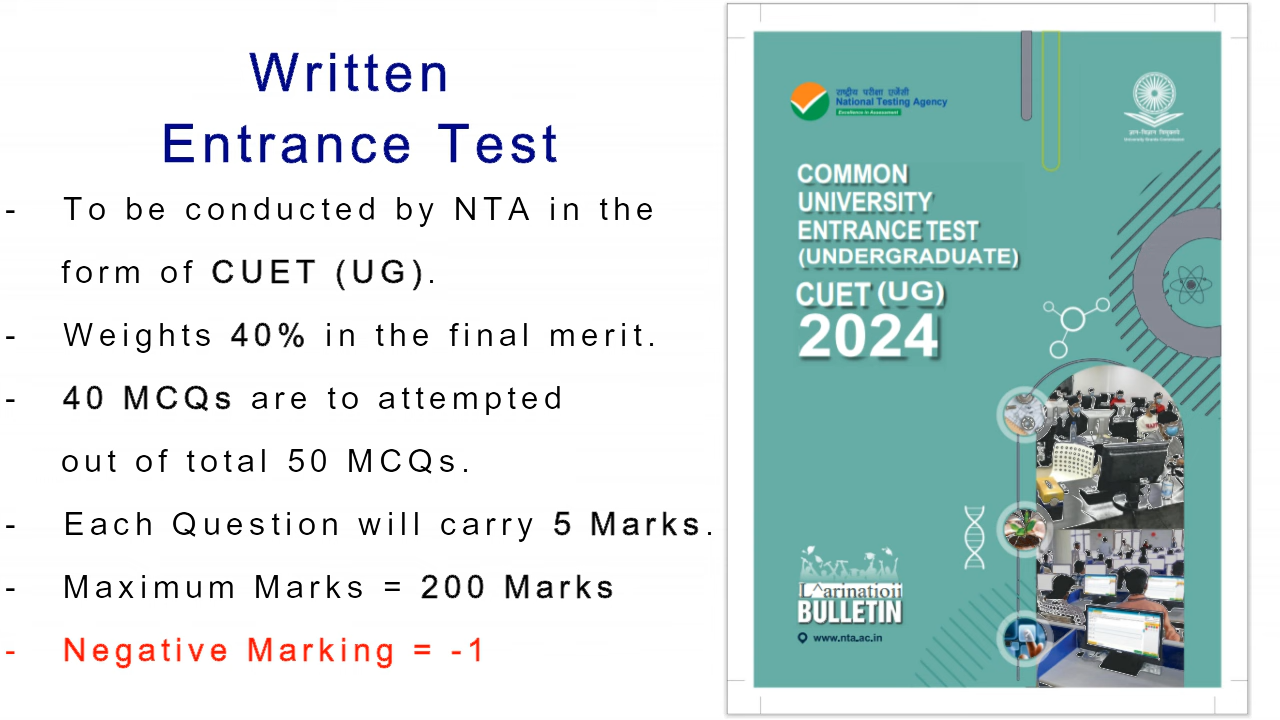 Written
Entrance Test
- To be conducted by NTA in the
form of CUET (UG).
- Weights 40% in the final merit.
- 40 MCQs are to attempted
out of total 50 MCQs.
- Each Question will carry 5 Marks.
- Maximum Marks = 200 Marks
- Negative Marking = -1
राष्ट्रीय परीक्षा एजेंसी
National Testing Agency
Excellence in Assessment
University Grants Commission
COMMON
UNIVERSITY
ENTRANCE TEST
(UNDERGRADUATE)
CUET (UG)
2024
BULLETIN
www.nta.ac.in